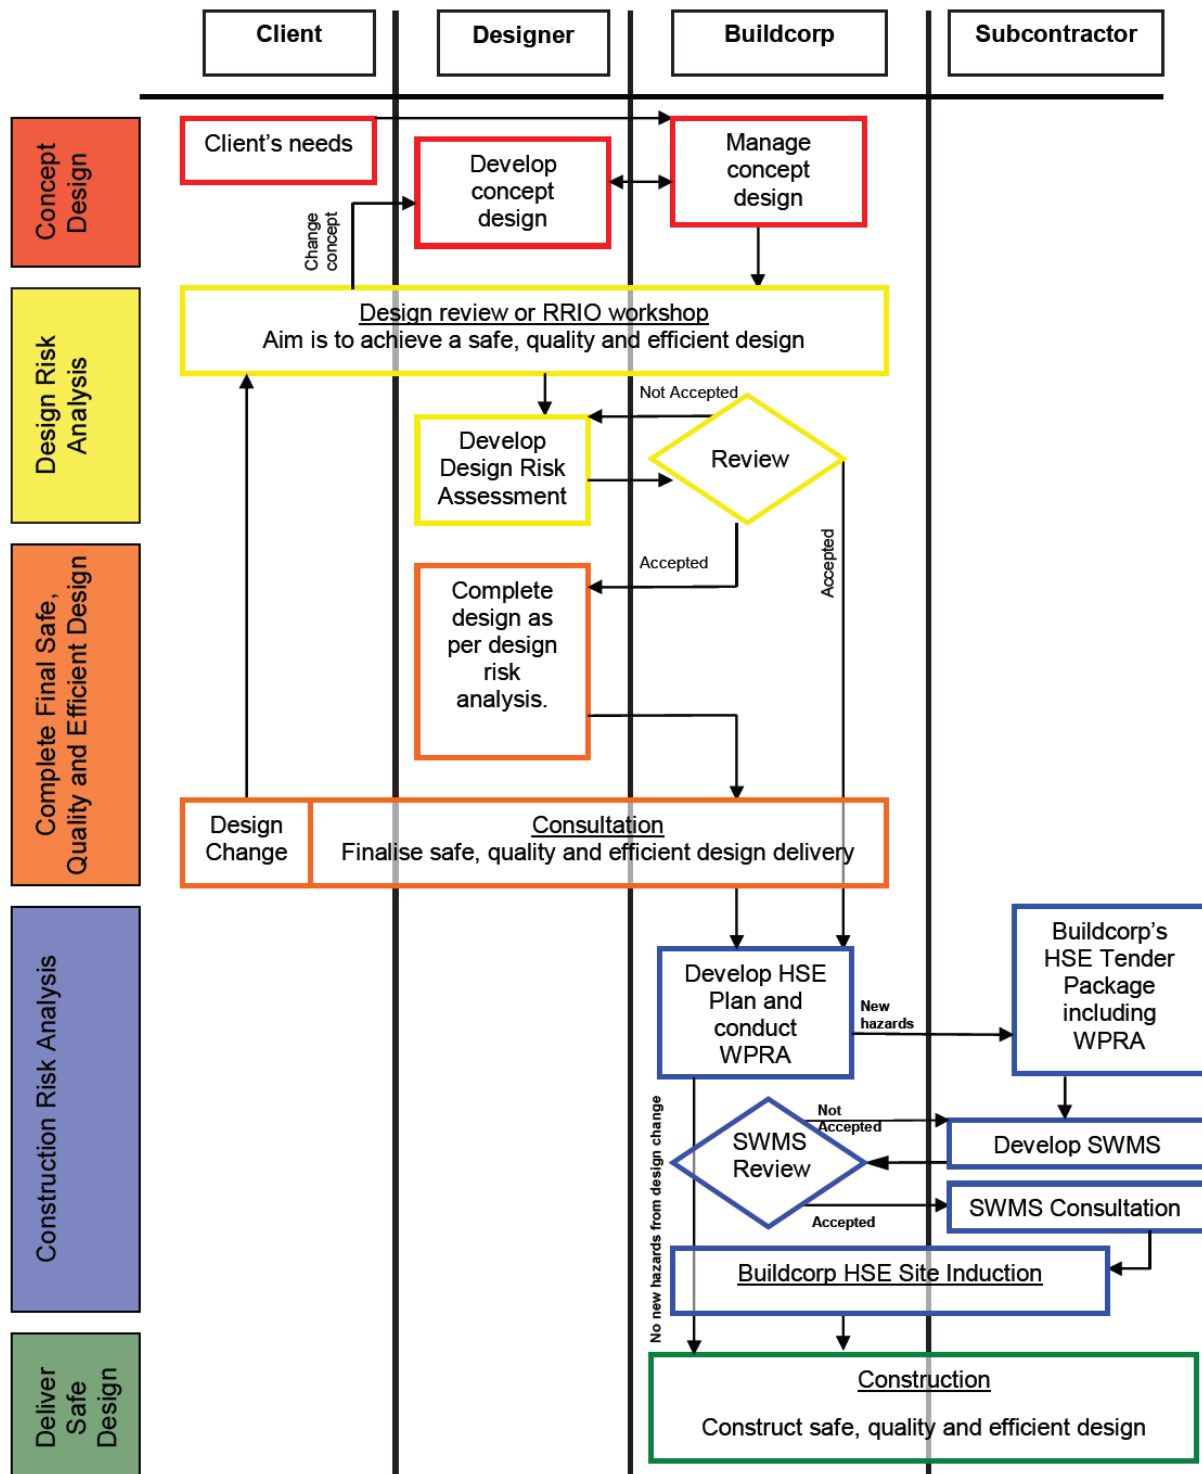 Client
Designer
Buildcorp
Subcontractor
Concept
Design
Client's needs
Develop
concept
design
Manage
concept
design
Change
concept
Design Risk
Analysis
Design review or RRIO workshop
Aim is to achieve a safe, quality and efficient design
Not Accepted
Develop
Design Risk
Assessment
Review
Accepted
Accepted
Complete Final Safe,
Quality and Efficient Design
Complete
design as
per design
risk
analysis.
Design
Change
Consultation
Finalise safe, quality and efficient design delivery
Construction Risk Analysis
Develop HSE
Plan and
conduct
WPRA
New
hazards
Buildcorp's
HSE Tender
Package
including
WPRA
No new hazards from design change
SWMS
Review
Not
Accepted
Develop SWMS
Accepted
SWMS Consultation
Buildcorp HSE Site Induction
Deliver
Safe
Design
Construction
Construct safe, quality and efficient design